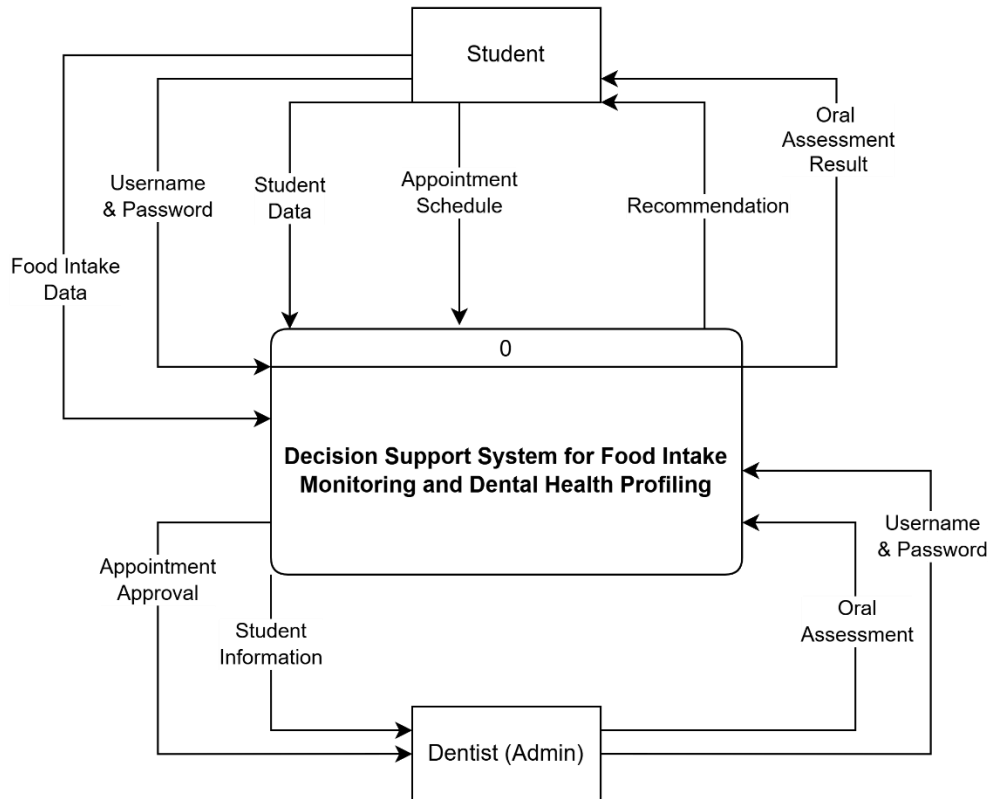 Student
Oral
Assessment
Result
Username
& Password
Student
Data
Appointment
Schedule
Recommendation
Food Intake
Data
0
Decision Support System for Food Intake
Monitoring and Dental Health Profiling
Username
& Password
Appointment
Approval
Oral
Assessment
Student
Information
Dentist (Admin)